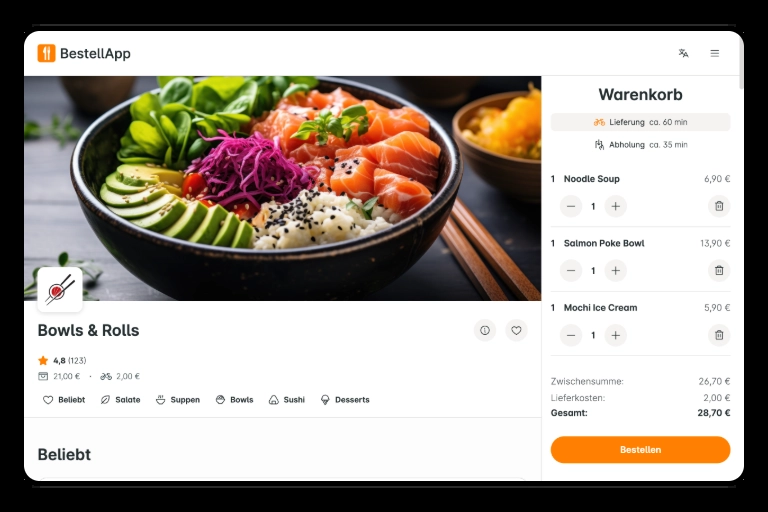 BestellApp
Warenkorb
Lieferung ca. 60 min
Abholung ca. 35 min
1 Noodle Soup 6,90 €
1
1 Salmon Poke Bowl 13,90 €
1
1 Mochi Ice Cream 5,90 €
1
Zwischensumme: 26,70 €
Lieferkosten: 2,00 €
Gesamt: 28,70 €
Bestellen
Bowls & Rolls
4,8 (123)
21,00 € · 2,00 €
Beliebt Salate Suppen Bowls Sushi Desserts
Beliebt